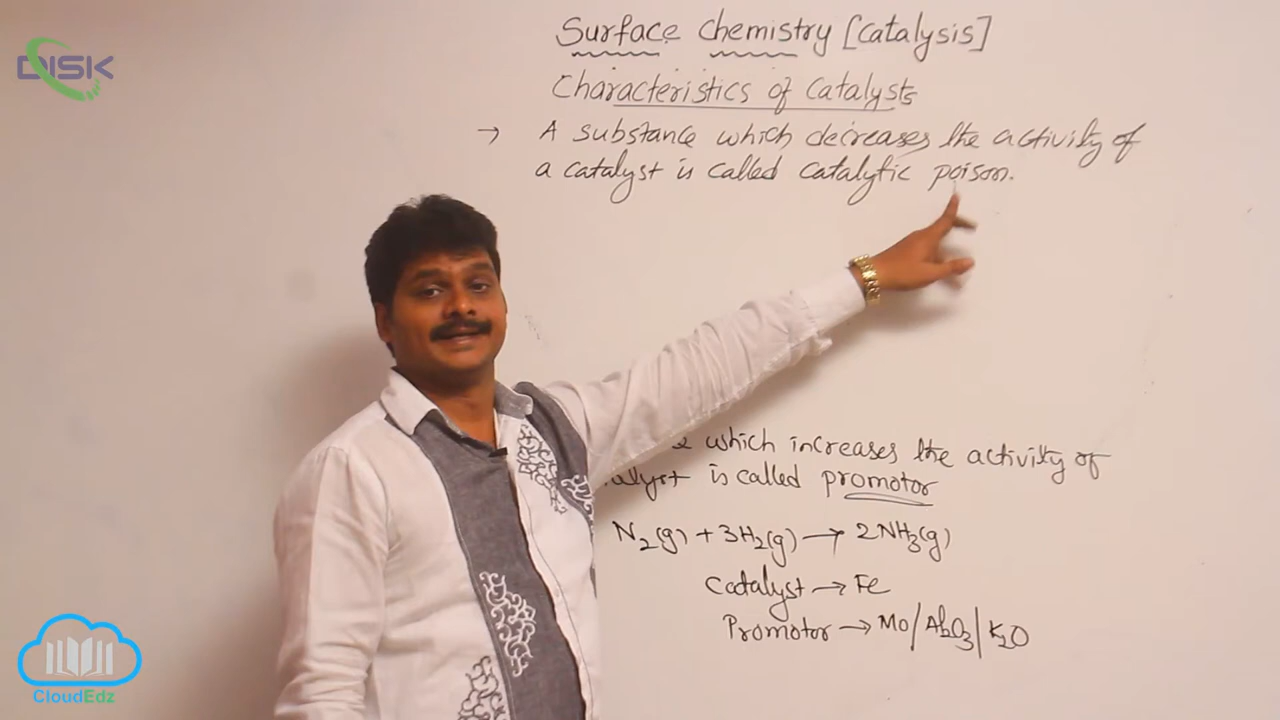 DISK
Surface chemistry [Catalysis]
Characteristics of Catalysts
→ A substance which decreases the activity of
a catalyst is called catalytic poison.
which increases the activity of
is called promotor
N2(g) + 3H2(g) → 2NH3(g)
Catalyst → Fe
Promotor → Mo/Al2O3/K2O
CloudEdz